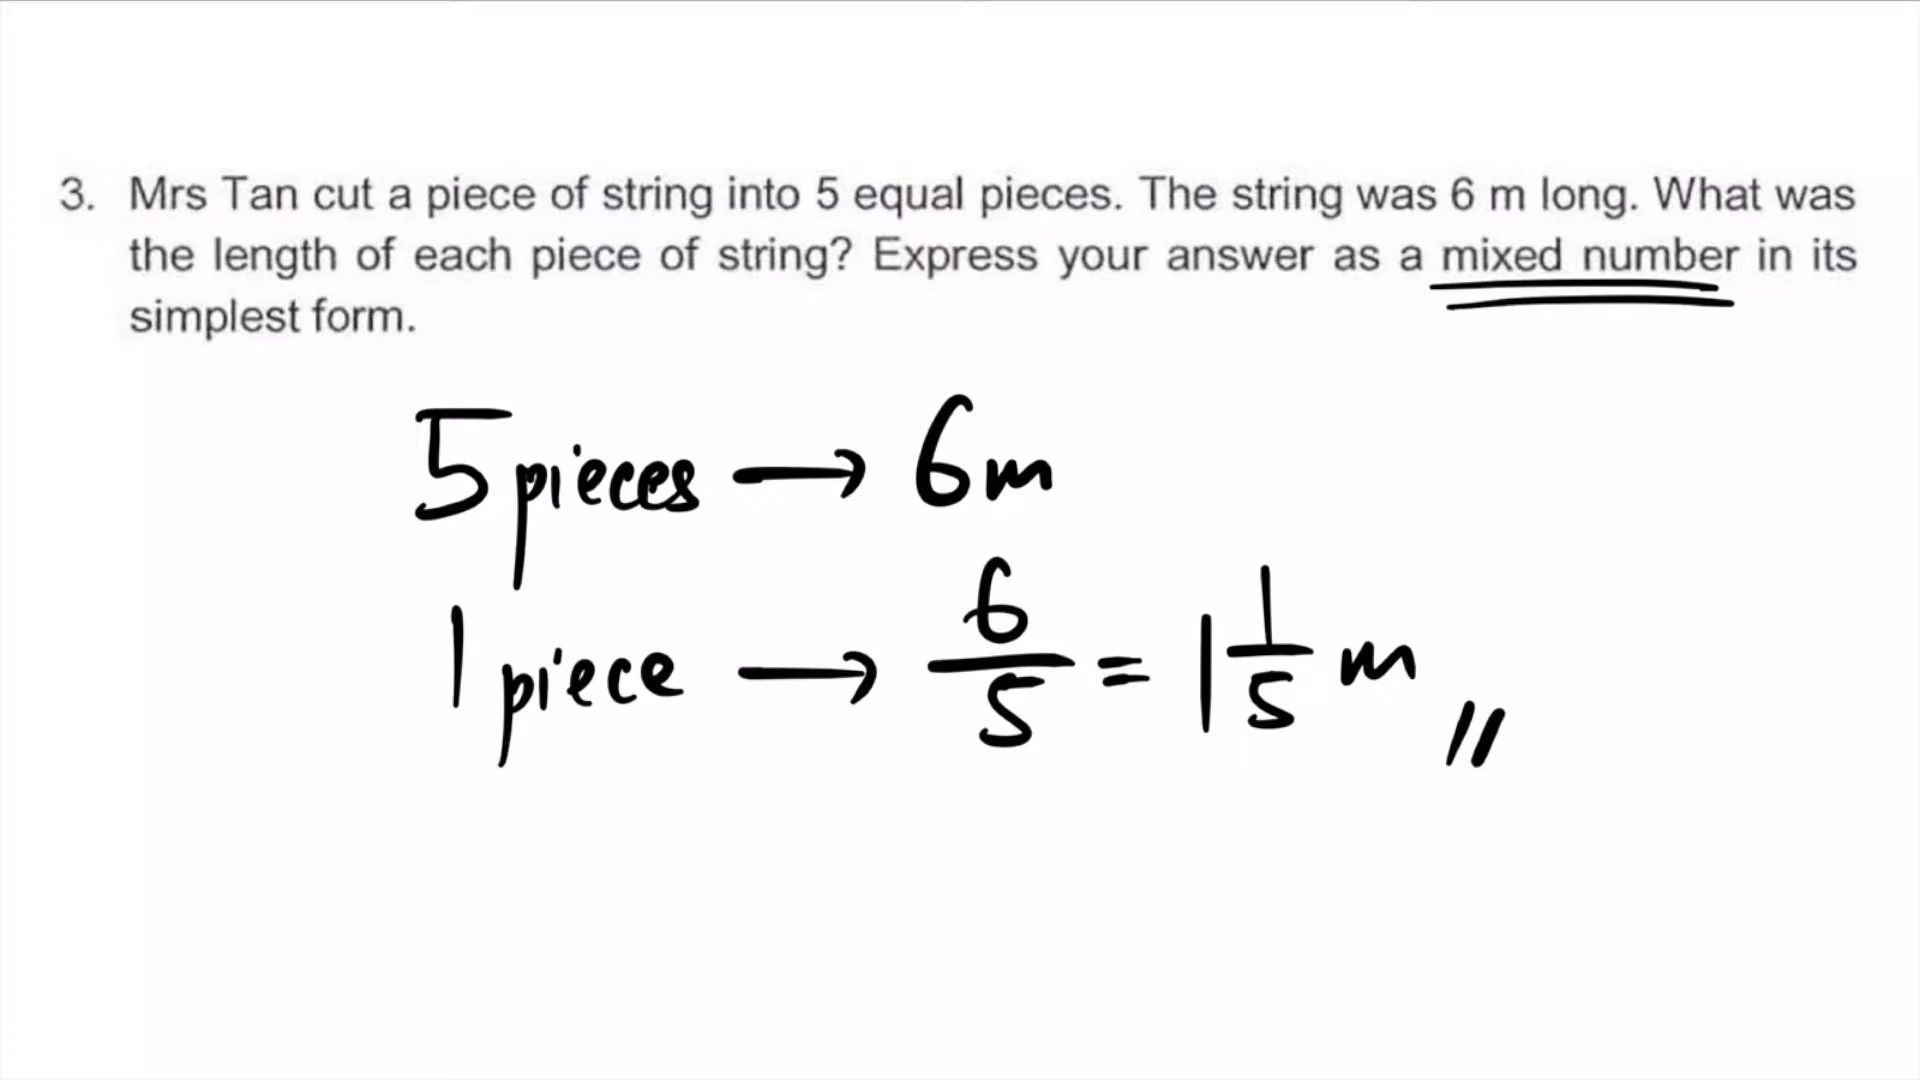 3. Mrs Tan cut a piece of string into 5 equal pieces. The string was 6 m long. What was
the length of each piece of string? Express your answer as a mixed number in its
simplest form.
5 pieces → 6m
1 piece → 6/5 = 1 1/5 m //